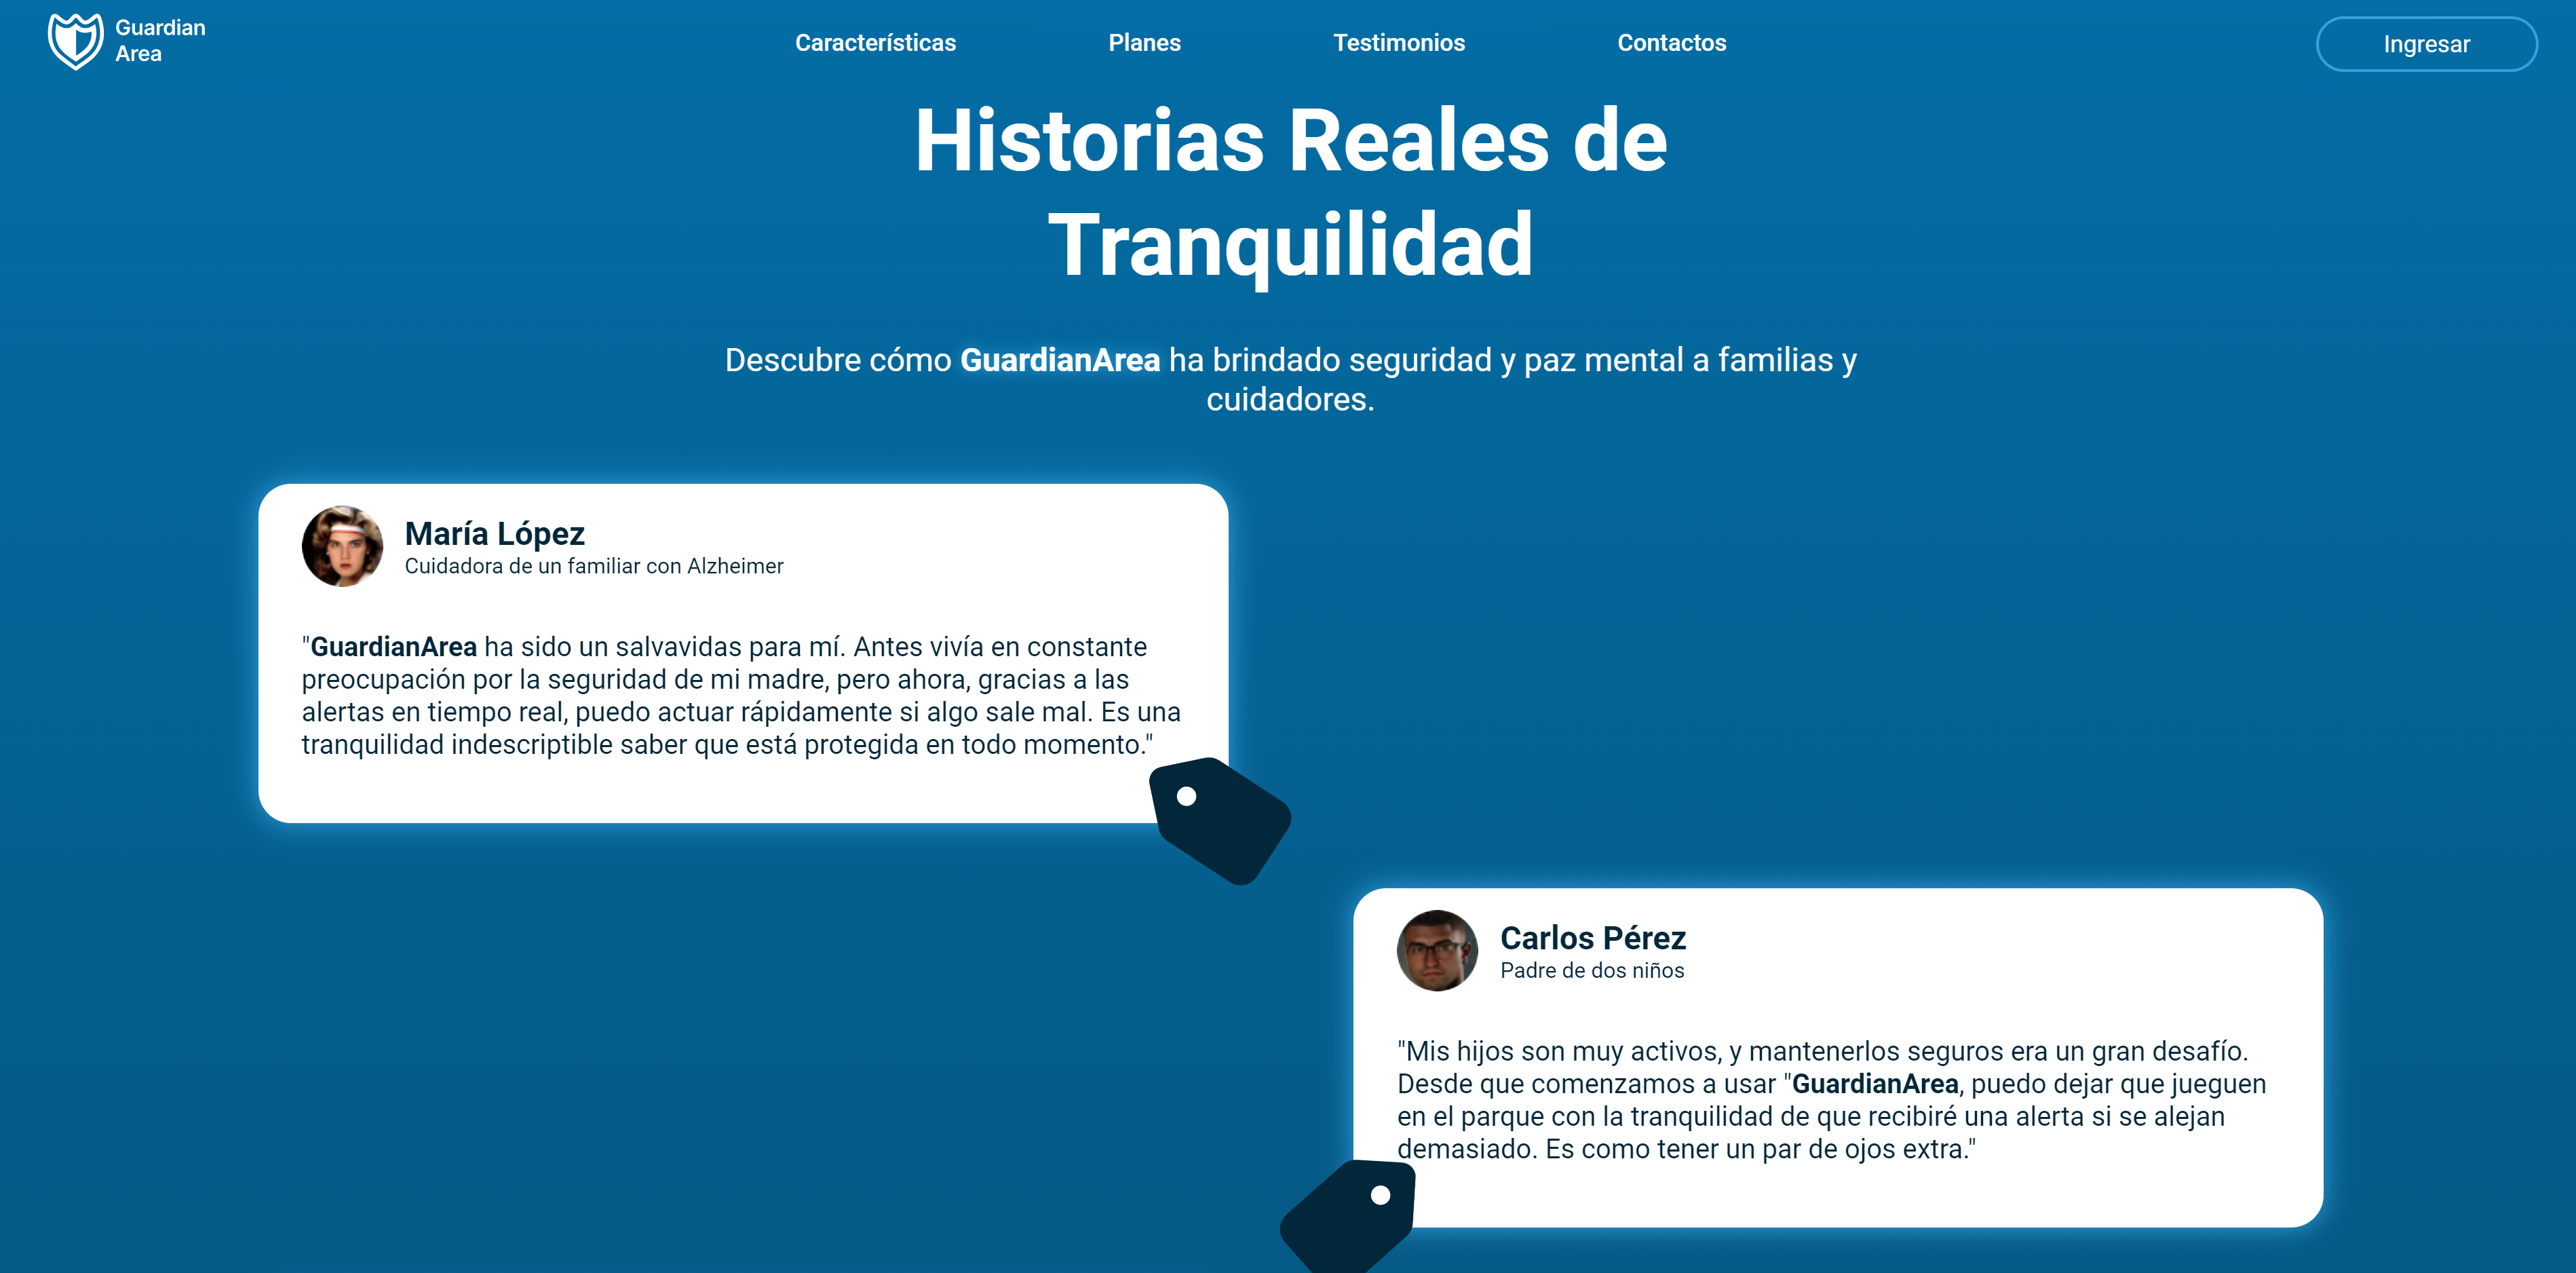 Guardian
Area
Características
Planes
Testimonios
Contactos
Ingresar
Historias Reales de
Tranquilidad
Descubre cómo GuardianArea ha brindado seguridad y paz mental a familias y
cuidadores.
María López
Cuidadora de un familiar con Alzheimer
"GuardianArea ha sido un salvavidas para mí. Antes vivía en constante
preocupación por la seguridad de mi madre, pero ahora, gracias a las
alertas en tiempo real, puedo actuar rápidamente si algo sale mal. Es una
tranquilidad indescriptible saber que está protegida en todo momento."
Carlos Pérez
Padre de dos niños
"Mis hijos son muy activos, y mantenerlos seguros era un gran desafío.
Desde que comenzamos a usar "GuardianArea, puedo dejar que jueguen
en el parque con la tranquilidad de que recibiré una alerta si se alejan
demasiado. Es como tener un par de ojos extra."